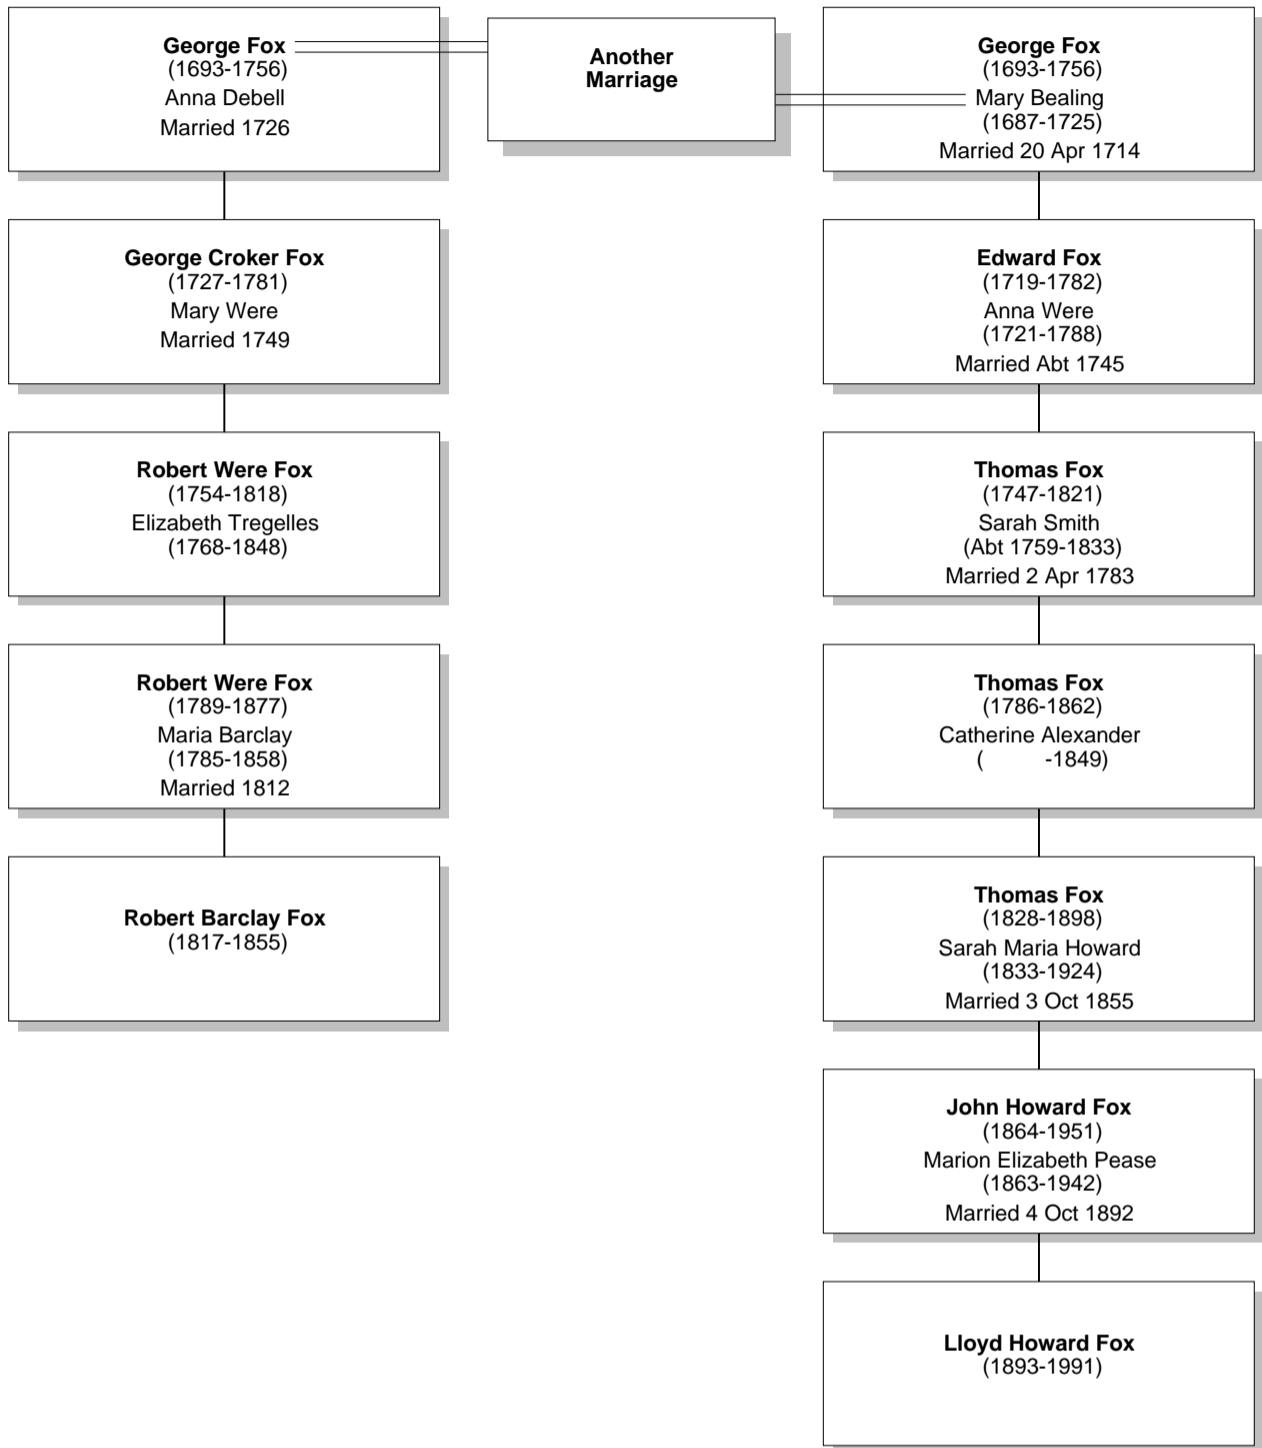 George Fox
(1693-1756)
Anna Debell
Married 1726
Another
Marriage
George Fox
(1693-1756)
Mary Bealing
(1687-1725)
Married 20 Apr 1714
George Croker Fox
(1727-1781)
Mary Were
Married 1749
Edward Fox
(1719-1782)
Anna Were
(1721-1788)
Married Abt 1745
Robert Were Fox
(1754-1818)
Elizabeth Tregelles
(1768-1848)
Thomas Fox
(1747-1821)
Sarah Smith
(Abt 1759-1833)
Married 2 Apr 1783
Robert Were Fox
(1789-1877)
Maria Barclay
(1785-1858)
Married 1812
Thomas Fox
(1786-1862)
Catherine Alexander
(          -1849)
Robert Barclay Fox
(1817-1855)
Thomas Fox
(1828-1898)
Sarah Maria Howard
(1833-1924)
Married 3 Oct 1855
John Howard Fox
(1864-1951)
Marion Elizabeth Pease
(1863-1942)
Married 4 Oct 1892
Lloyd Howard Fox
(1893-1991)